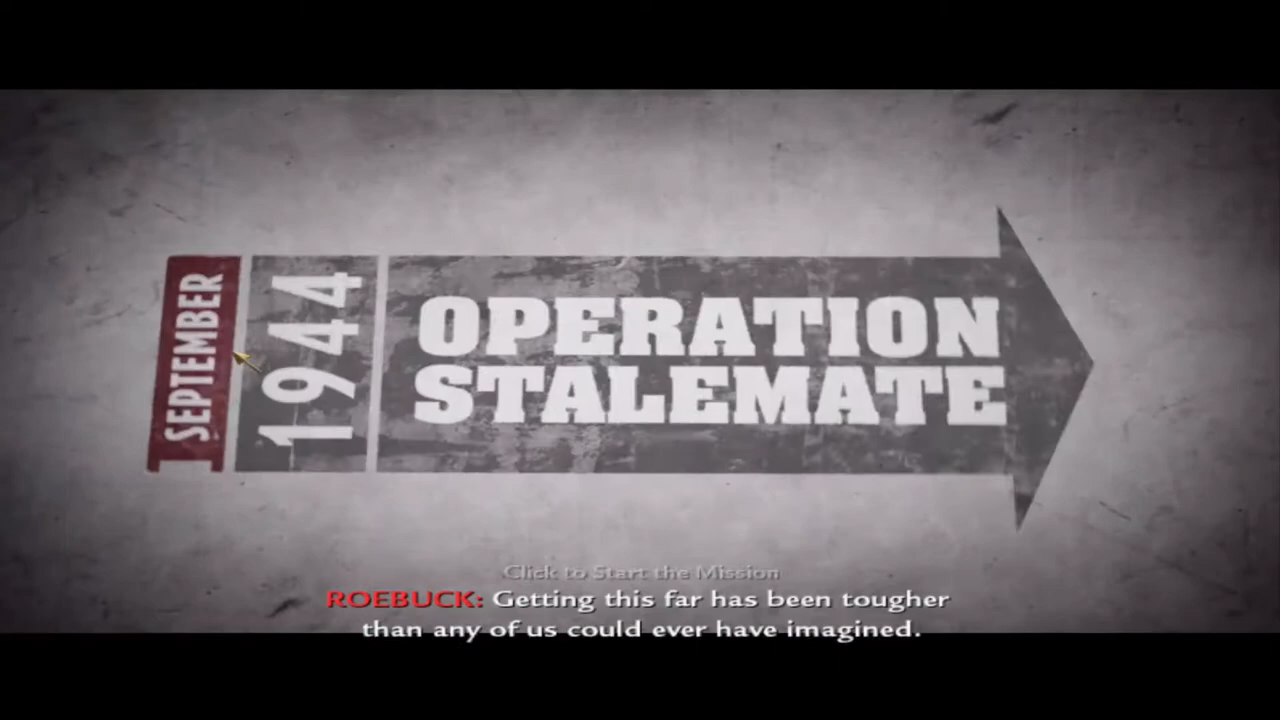 SEPTEMBER
1944
OPERATION
STALEMATE
Click to Start the Mission
ROEBUCK: Getting this far has been tougher
than any of us could ever have imagined.